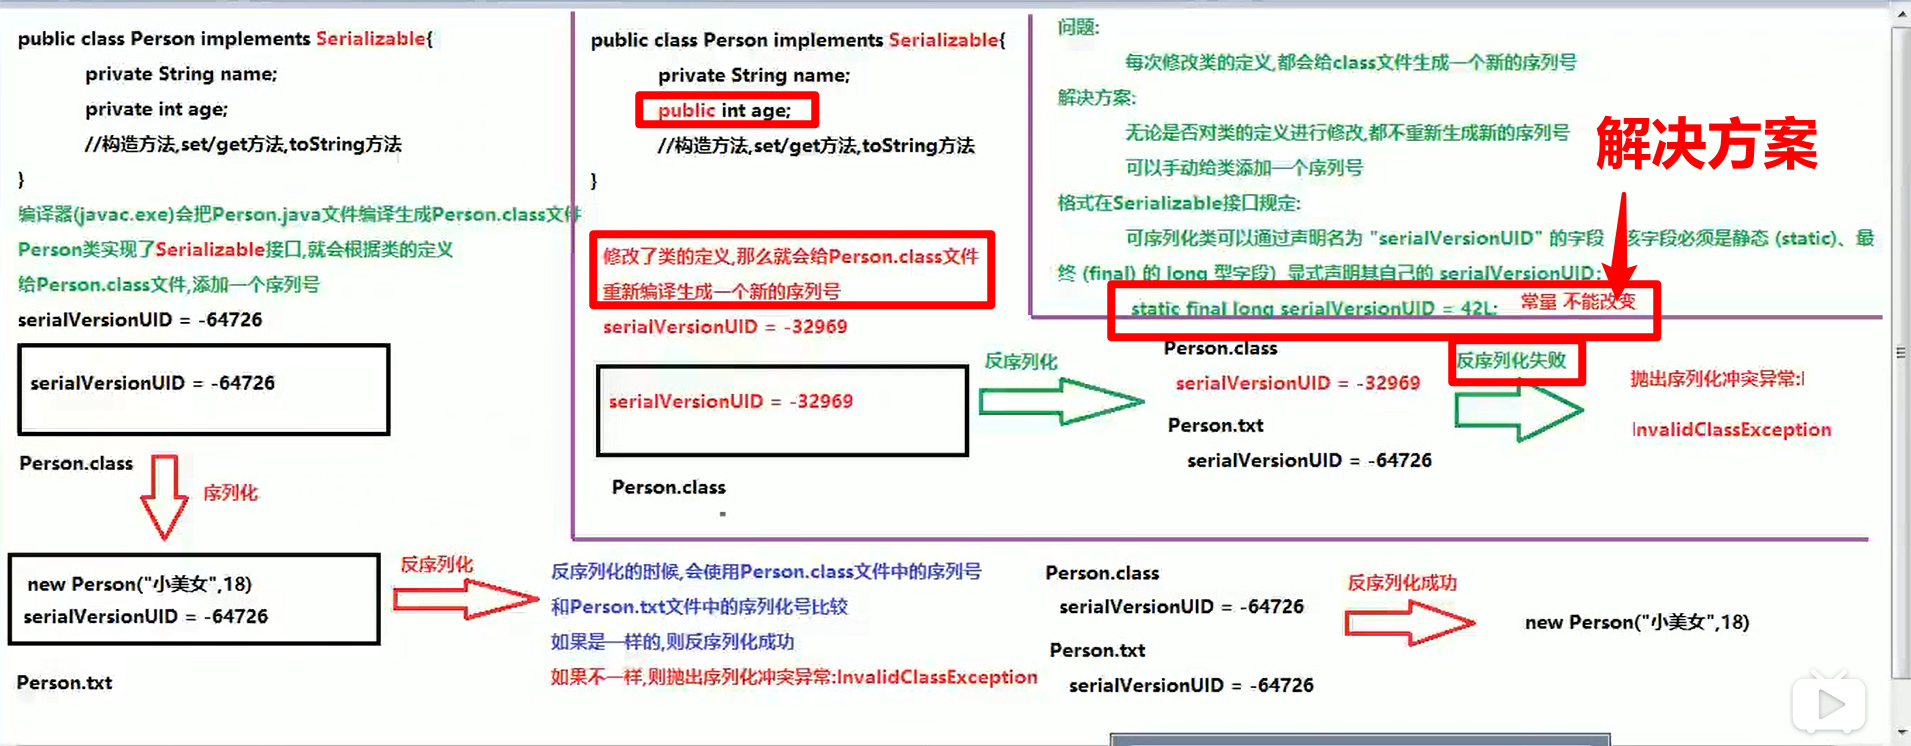 public class Person implements Serializable{
private String name;
private int age;
//构造方法,set/get方法,toString方法
}
编译器(javac.exe)会把Person.java文件编译生成Person.class文件
Person类实现了Serializable接口,就会根据类的定义
给Person.class文件,添加一个序列号
serialVersionUID = -64726
serialVersionUID = -64726
Person.class
序列化
new Person("小美女",18)
serialVersionUID = -64726
Person.txt
反序列化
反序列化的时候,会使用Person.class文件中的序列号
和Person.txt文件中的序列化号比较
如果是一样的,则反序列化成功
如果不一样,则抛出序列化冲突异常:InvalidClassException
Person.class
serialVersionUID = -64726
Person.txt
serialVersionUID = -64726
反序列化成功
new Person("小美女",18)
public class Person implements Serializable{
private String name;
public int age;
//构造方法,set/get方法,toString方法
}
修改了类的定义,那么就会给Person.class文件
重新编译生成一个新的序列号
serialVersionUID = -32969
serialVersionUID = -32969
Person.class
反序列化
Person.class
serialVersionUID = -32969
Person.txt
serialVersionUID = -64726
反序列化失败
抛出序列化冲突异常:
InvalidClassException
问题:
每次修改类的定义,都会给class文件生成一个新的序列号
解决方案:
无论是否对类的定义进行修改,都不重新生成新的序列号
可以手动给类添加一个序列号
格式在Serializable接口规定:
可序列化类可以通过声明名为 "serialVersionUID" 的字段 该字段必须是静态 (static)、最
终 (final) 的 long 型字段) 显式声明其自己的 serialVersionUID:
static final long serialVersionUID = 42L; 常量 不能改变
解决方案